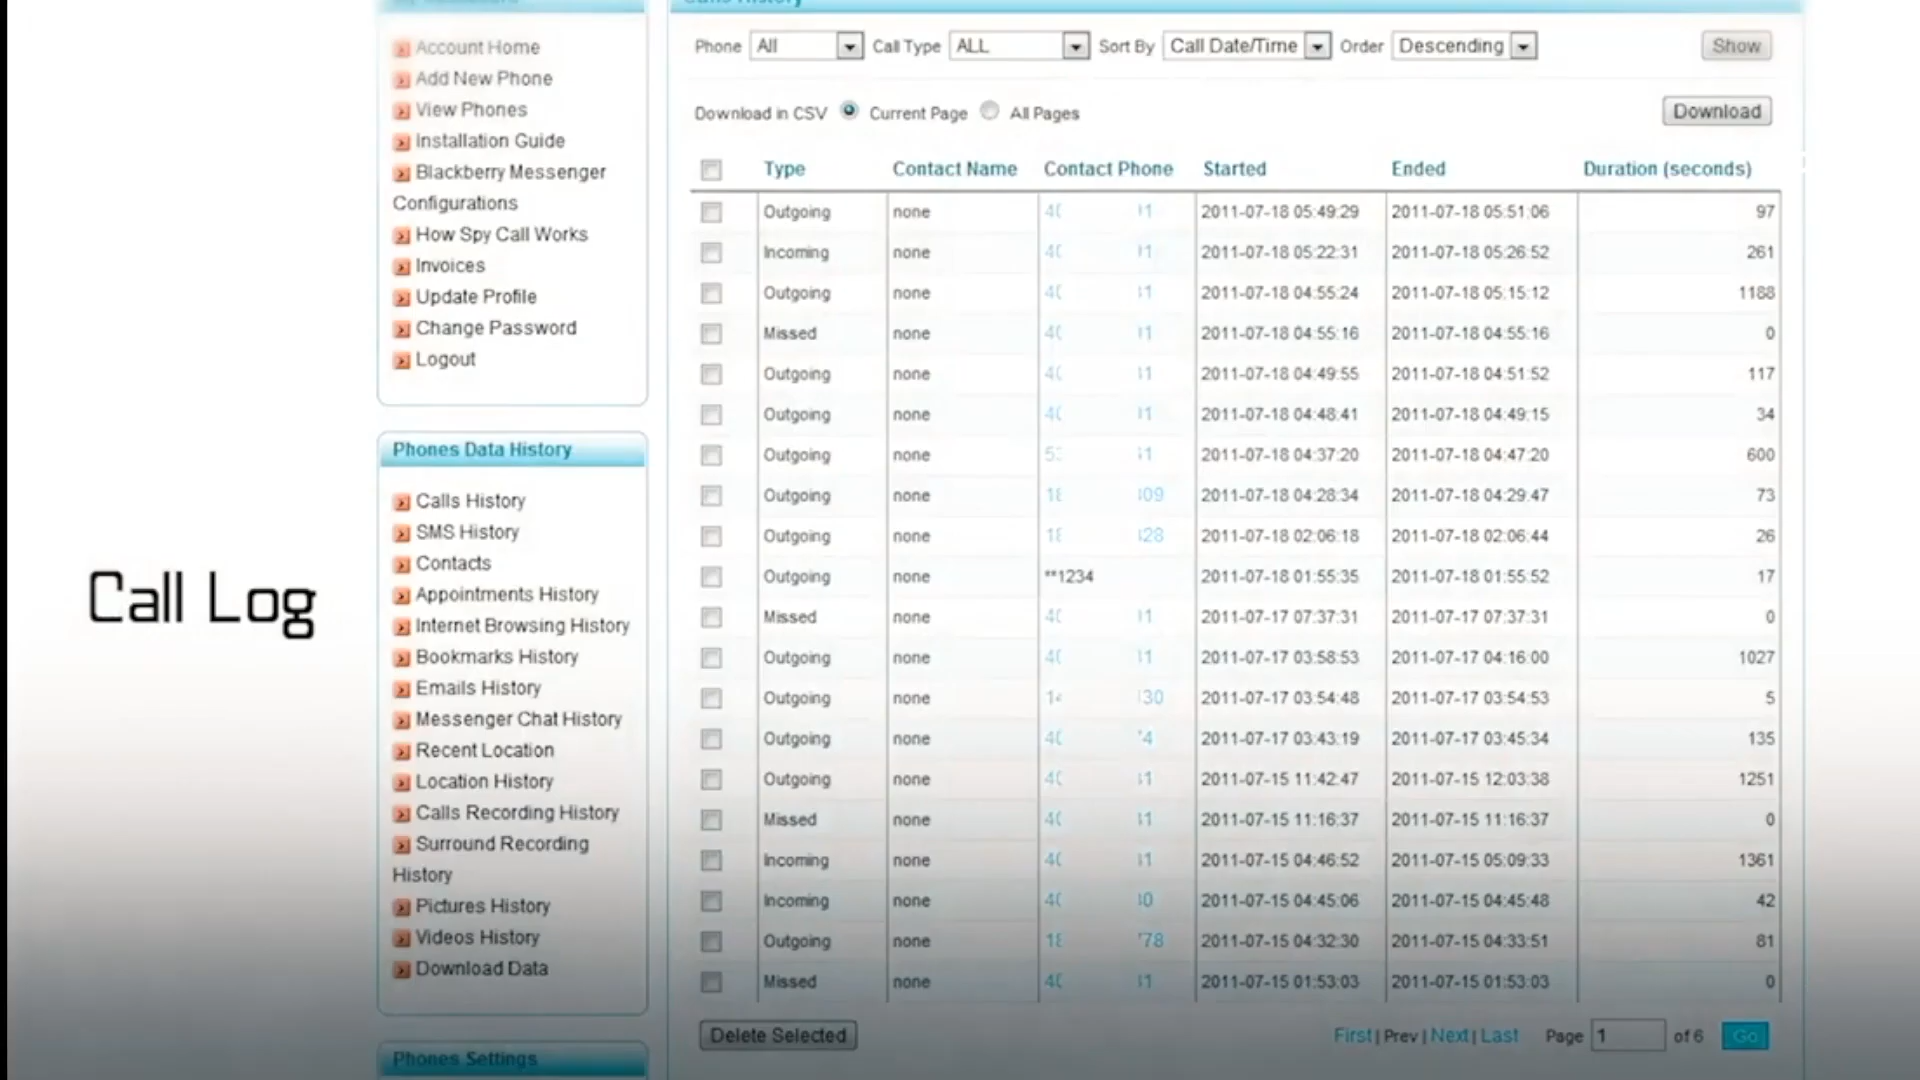 Calls History
Phone All Call Type ALL Sort By Call Date/Time Order Descending Show
Download in CSV Current Page All Pages Download
Account Home
Add New Phone
View Phones
Installation Guide
Blackberry Messenger
Configurations
How Spy Call Works
Invoices
Update Profile
Change Password
Logout
Phones Data History
Calls History
SMS History
Contacts
Appointments History
Internet Browsing History
Bookmarks History
Emails History
Messenger Chat History
Recent Location
Location History
Calls Recording History
Surround Recording
History
Pictures History
Videos History
Download Data
Phones Settings
Call Log
Type Contact Name Contact Phone Started Ended Duration (seconds)
Outgoing none 2011-07-18 05:49:29 2011-07-18 05:51:06 97
Incoming none 2011-07-18 05:22:31 2011-07-18 05:26:52 261
Outgoing none 2011-07-18 04:55:24 2011-07-18 05:15:12 1188
Missed none 2011-07-18 04:55:16 2011-07-18 04:55:16 0
Outgoing none 2011-07-18 04:49:55 2011-07-18 04:51:52 117
Outgoing none 2011-07-18 04:48:41 2011-07-18 04:49:15 34
Outgoing none 2011-07-18 04:37:20 2011-07-18 04:47:20 600
Outgoing none 2011-07-18 04:28:34 2011-07-18 04:29:47 73
Outgoing none 2011-07-18 02:06:18 2011-07-18 02:06:44 26
Outgoing none **1234 2011-07-18 01:55:35 2011-07-18 01:55:52 17
Missed none 2011-07-17 07:37:31 2011-07-17 07:37:31 0
Outgoing none 2011-07-17 03:58:53 2011-07-17 04:16:00 1027
Outgoing none 2011-07-17 03:54:48 2011-07-17 03:54:53 5
Outgoing none 2011-07-17 03:43:19 2011-07-17 03:45:34 135
Outgoing none 2011-07-15 11:42:47 2011-07-15 12:03:38 1251
Missed none 2011-07-15 11:16:37 2011-07-15 11:16:37 0
Incoming none 2011-07-15 04:46:52 2011-07-15 05:09:33 1361
Incoming none 2011-07-15 04:45:06 2011-07-15 04:45:48 42
Outgoing none 2011-07-15 04:32:30 2011-07-15 04:33:51 81
Missed none 2011-07-15 01:53:03 2011-07-15 01:53:03 0
Delete Selected First | Prev | Next | Last Page 1 of 6 Go